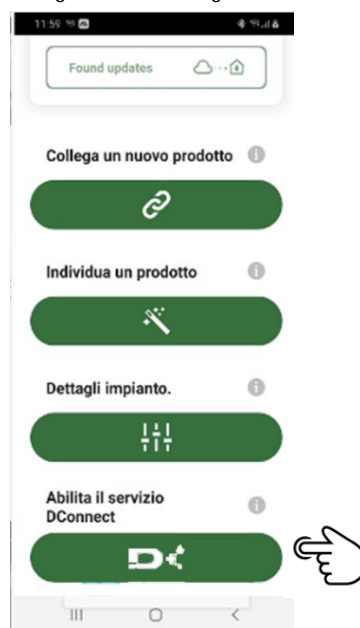 11:59
Found updates
Collega un nuovo prodotto
Individua un prodotto
Dettagli impianto.
Abilita il servizio
DConnect